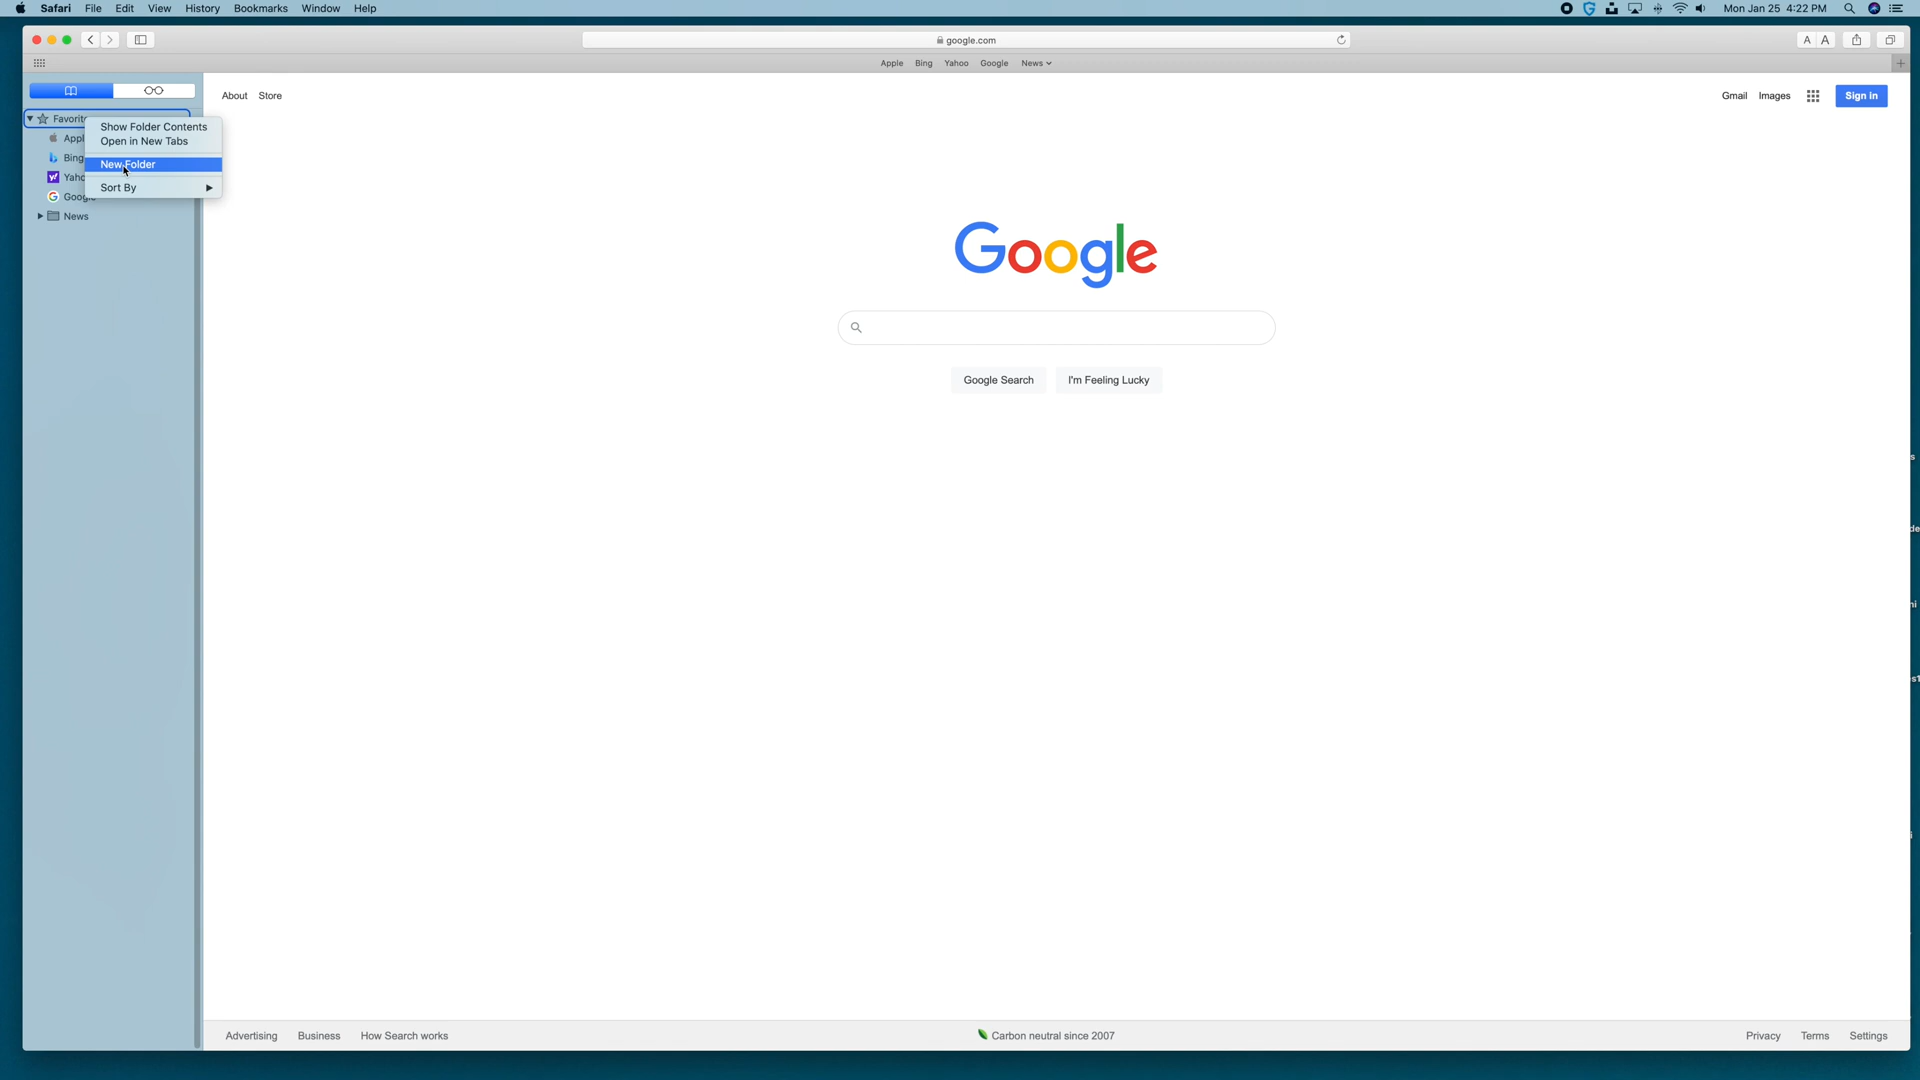 Safari File Edit View History Bookmarks Window Help Mon Jan 25 4:22 PM
google.com A A
Apple Bing Yahoo Google News
About Store Gmail Images Sign in
Show Folder Contents
Open in New Tabs
New Folder
Sort By
News
Google
Google Search I'm Feeling Lucky
Advertising Business How Search works Carbon neutral since 2007 Privacy Terms Settings